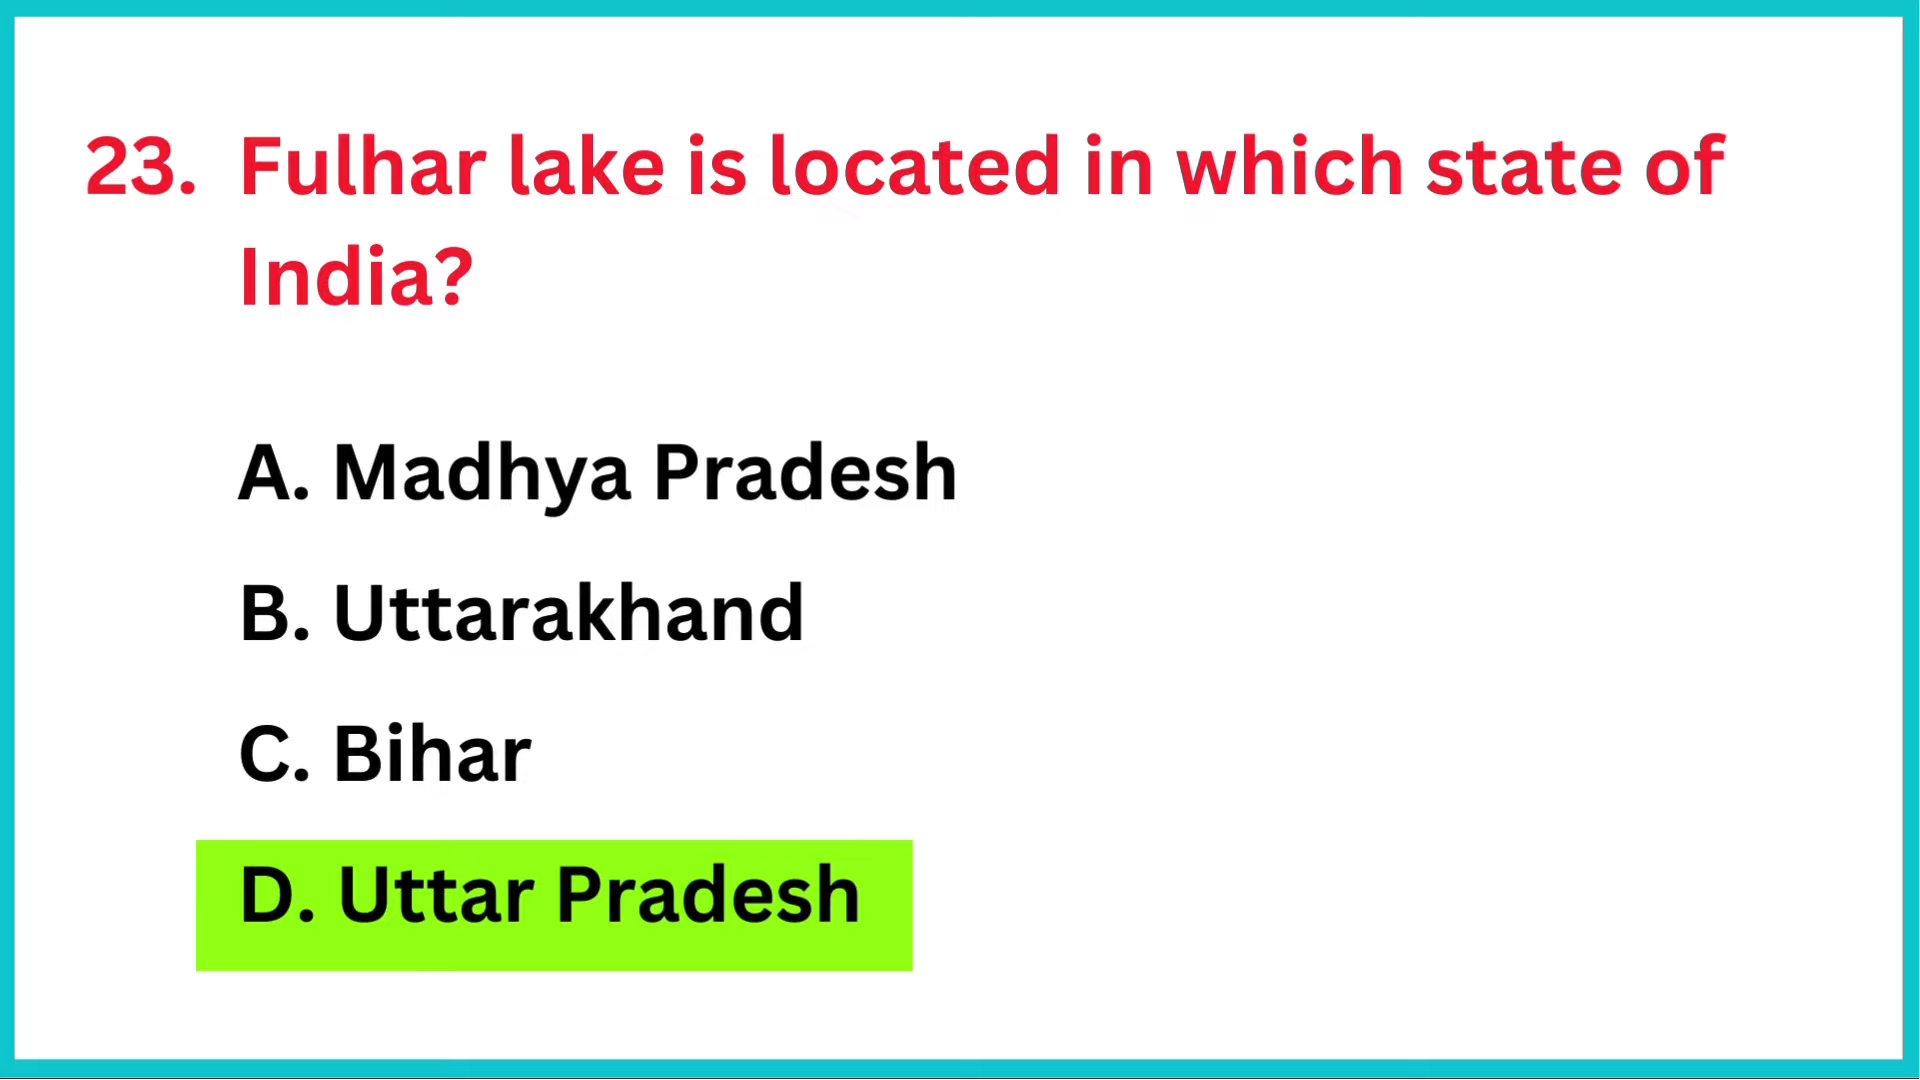 23. Fulhar lake is located in which state of
India?
A. Madhya Pradesh
B. Uttarakhand
C. Bihar
D. Uttar Pradesh